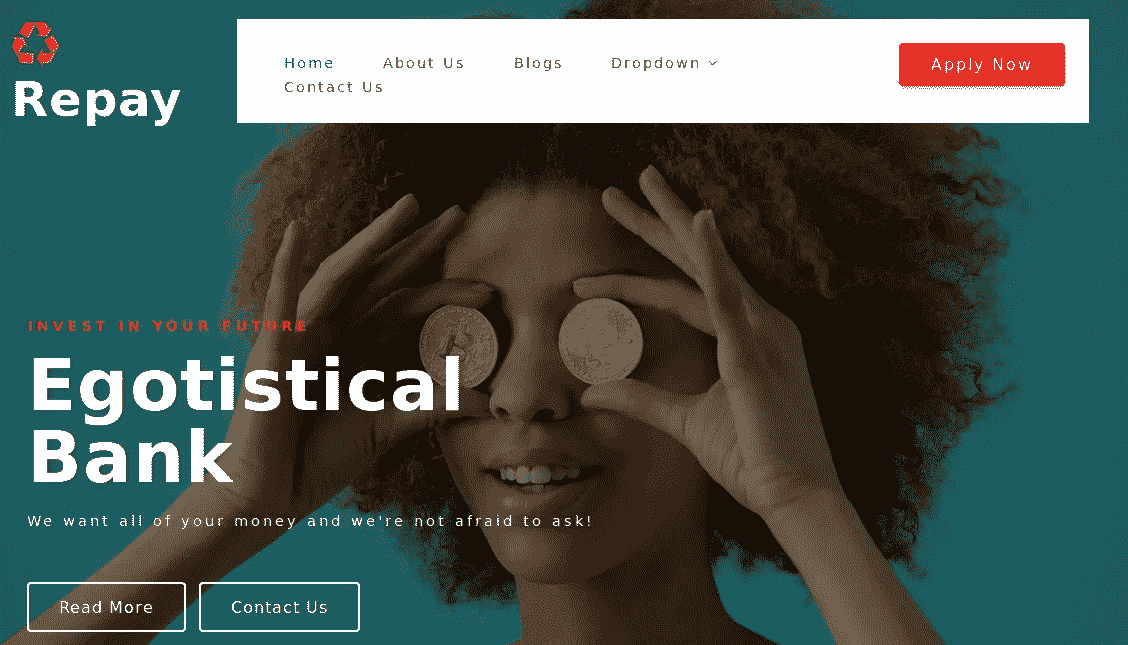 Repay
Home About Us Blogs Dropdown
Contact Us
Apply Now
INVEST IN YOUR FUTURE
Egotistical
Bank
We want all of your money and we're not afraid to ask!
Read More Contact Us